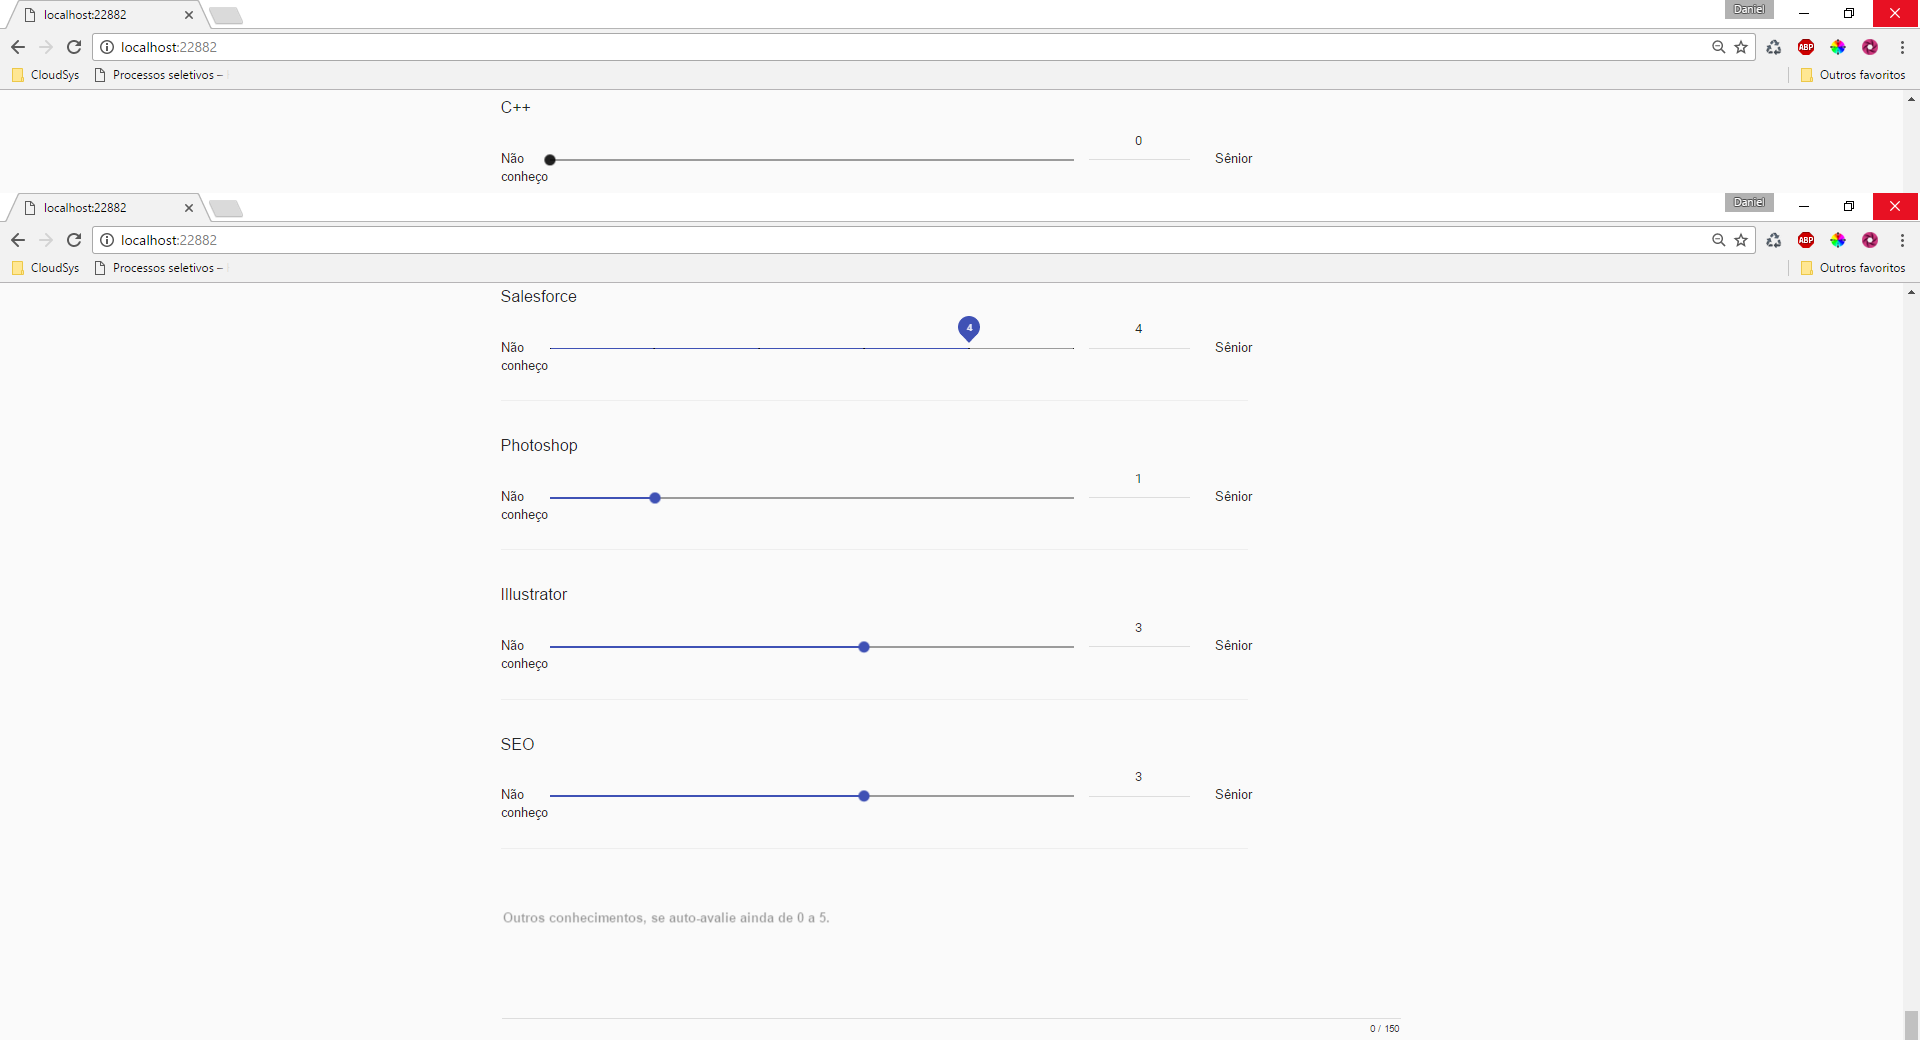 localhost:22882
Daniel
localhost:22882
ABP
CloudSys
Processos seletivos –
Outros favoritos
C++
0
Não
conheço
Sênior
localhost:22882
Daniel
localhost:22882
ABP
CloudSys
Processos seletivos –
Outros favoritos
Salesforce
4
4
Não
conheço
Sênior
Photoshop
1
Não
conheço
Sênior
Illustrator
3
Não
conheço
Sênior
SEO
3
Não
conheço
Sênior
Outros conhecimentos, se auto-avalie ainda de 0 a 5.
0 / 150